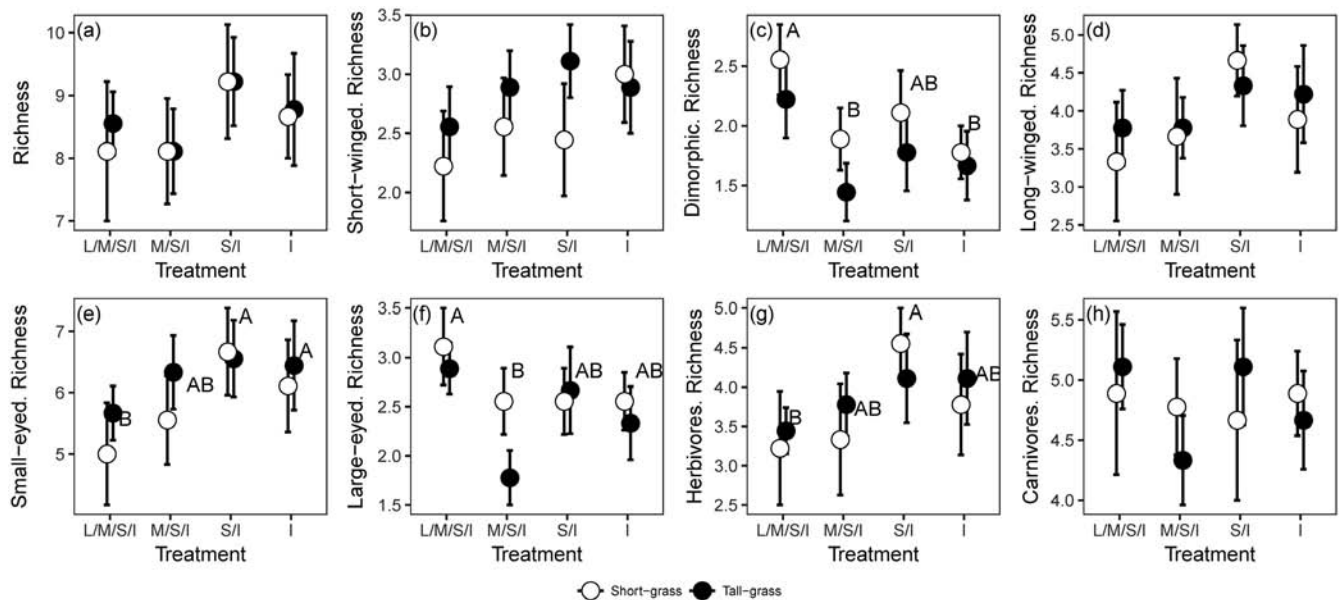 (a)
Richness
10
9
8
7
L/M/S/I M/S/I S/I I
Treatment
(b)
Short-winged. Richness
3.5
3.0
2.5
2.0
L/M/S/I M/S/I S/I I
Treatment
(c)
Dimorphic. Richness
2.5
2.0
1.5
A
B
AB
B
L/M/S/I M/S/I S/I I
Treatment
(d)
Long-winged. Richness
5.0
4.5
4.0
3.5
3.0
2.5
L/M/S/I M/S/I S/I I
Treatment
(e)
Small-eyed. Richness
7
6
5
B
AB
A
A
L/M/S/I M/S/I S/I I
Treatment
(f)
Large-eyed. Richness
3.5
3.0
2.5
2.0
1.5
A
B
AB
AB
L/M/S/I M/S/I S/I I
Treatment
(g)
Herbivores. Richness
5.0
4.5
4.0
3.5
3.0
2.5
B
AB
A
AB
L/M/S/I M/S/I S/I I
Treatment
(h)
Carnivores. Richness
5.5
5.0
4.5
4.0
L/M/S/I M/S/I S/I I
Treatment
Short-grass Tall-grass